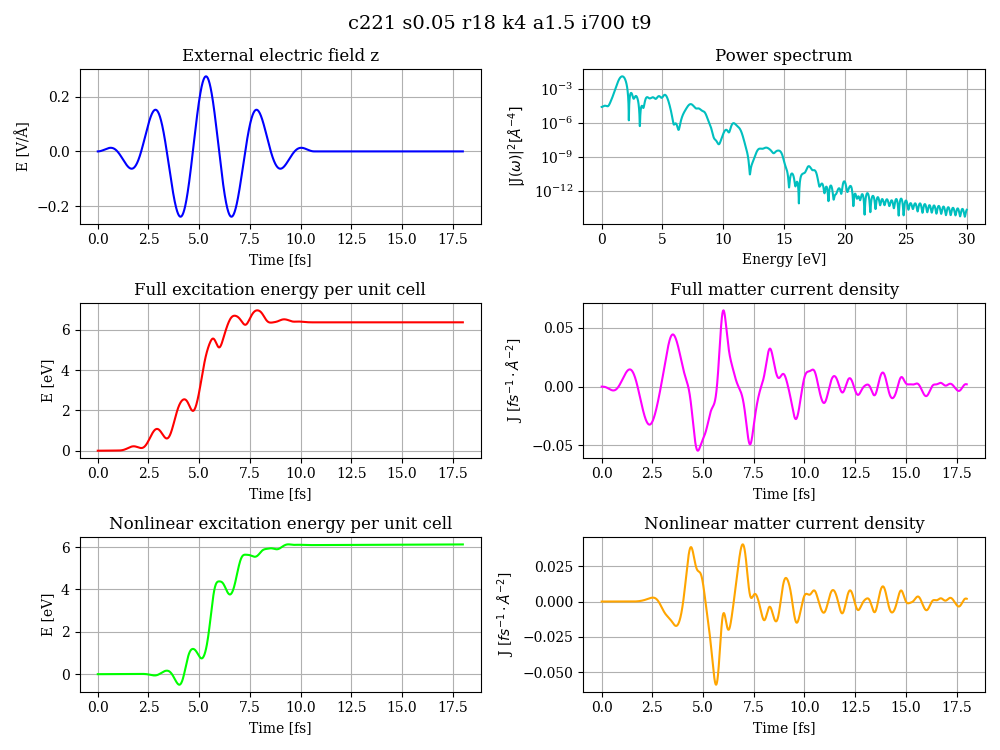 c221 s0.05 r18 k4 a1.5 i700 t9
External electric field z
E [V/Å]
0.2
0.0
−0.2
0.0 2.5 5.0 7.5 10.0 12.5 15.0 17.5
Time [fs]
Power spectrum
|J(ω)|²[Å⁻⁴]
10⁻³
10⁻⁶
10⁻⁹
10⁻¹²
0 5 10 15 20 25 30
Energy [eV]
Full excitation energy per unit cell
E [eV]
6
4
2
0
0.0 2.5 5.0 7.5 10.0 12.5 15.0 17.5
Time [fs]
Full matter current density
J [fs⁻¹ · Å⁻²]
0.05
0.00
−0.05
0.0 2.5 5.0 7.5 10.0 12.5 15.0 17.5
Time [fs]
Nonlinear excitation energy per unit cell
E [eV]
6
4
2
0
0.0 2.5 5.0 7.5 10.0 12.5 15.0 17.5
Time [fs]
Nonlinear matter current density
J [fs⁻¹ · Å⁻²]
0.025
0.000
−0.025
−0.050
0.0 2.5 5.0 7.5 10.0 12.5 15.0 17.5
Time [fs]